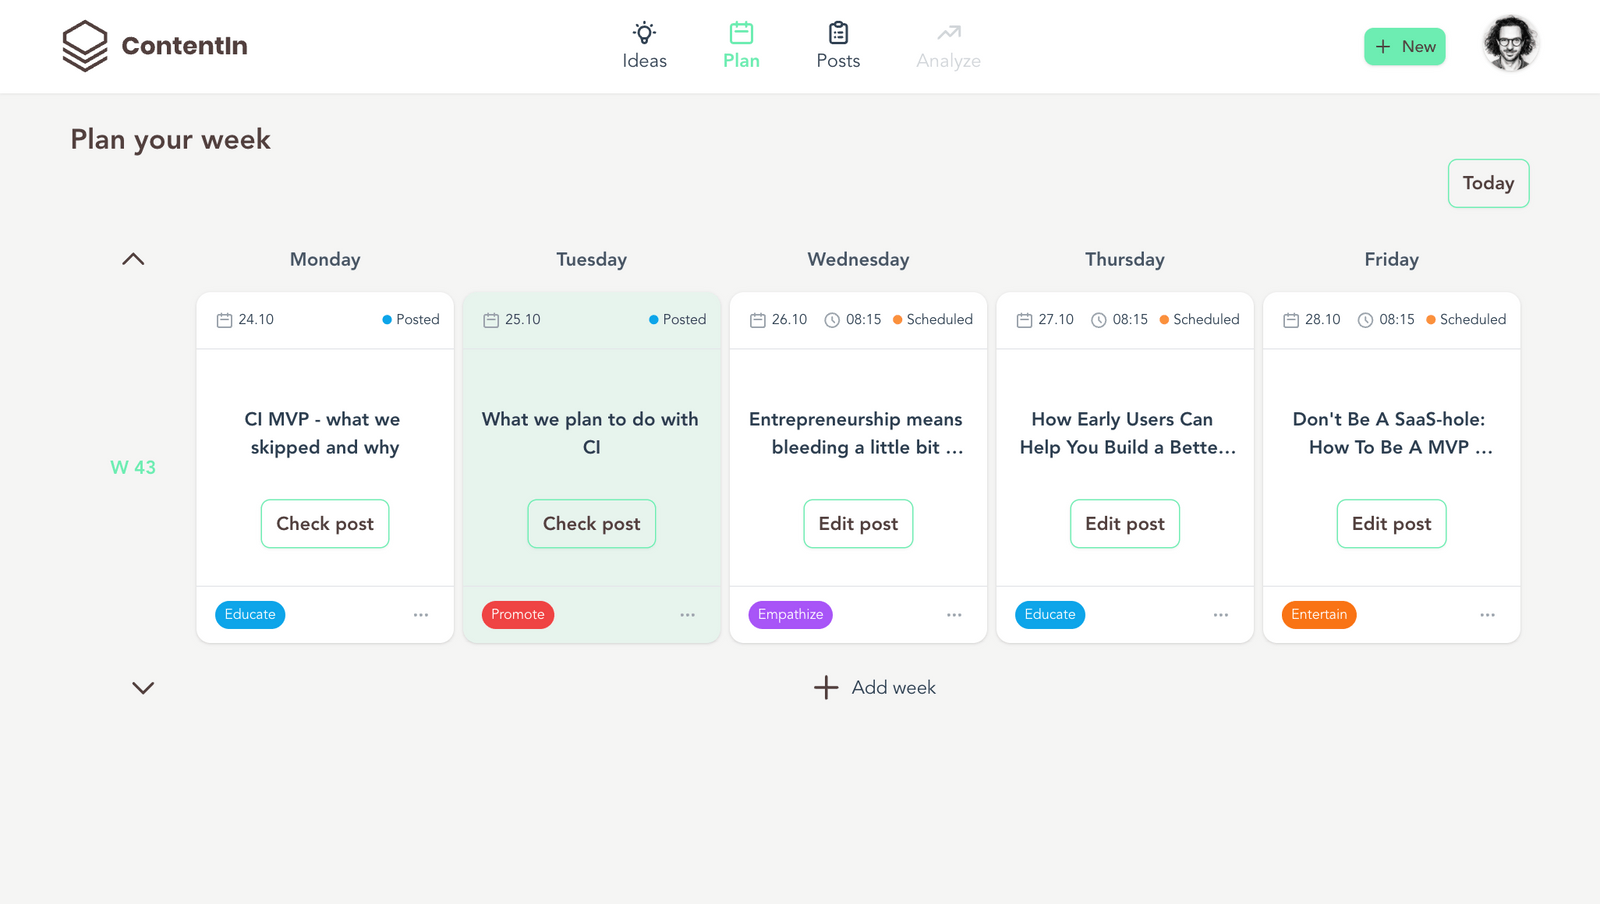 ContentIn
Ideas
Plan
Posts
Analyze
+ New
Plan your week
Today
Monday
Tuesday
Wednesday
Thursday
Friday
W 43
24.10 Posted
CI MVP - what we
skipped and why
Check post
Educate
25.10 Posted
What we plan to do with
CI
Check post
Promote
26.10 08:15 Scheduled
Entrepreneurship means
bleeding a little bit ...
Edit post
Empathize
27.10 08:15 Scheduled
How Early Users Can
Help You Build a Bette...
Edit post
Educate
28.10 08:15 Scheduled
Don't Be A SaaS-hole:
How To Be A MVP ...
Edit post
Entertain
Add week